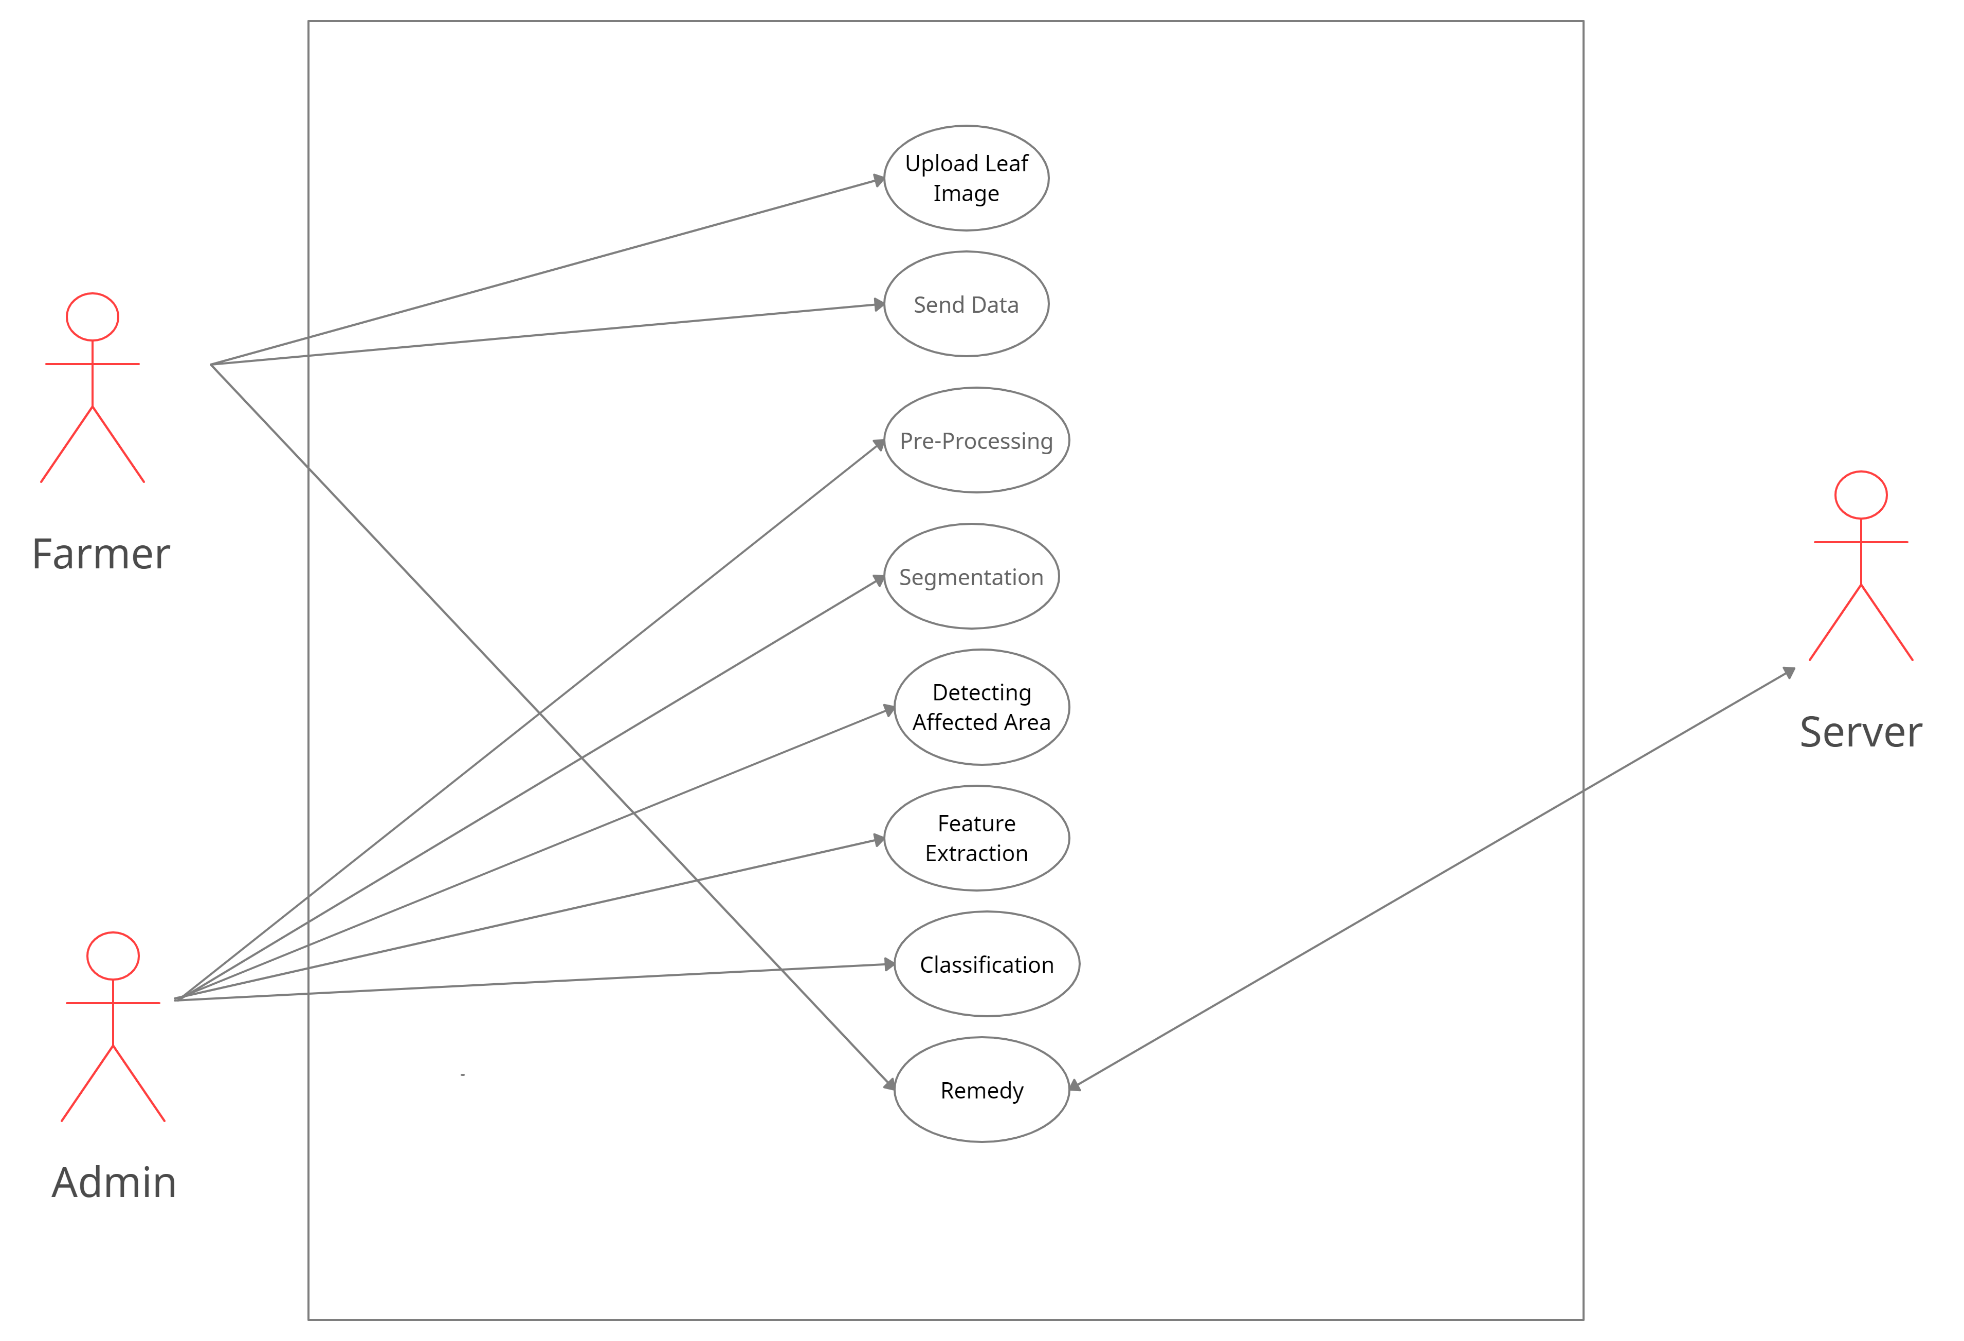 Upload Leaf
Image
Send Data
Pre-Processing
Segmentation
Detecting
Affected Area
Feature
Extraction
Classification
Remedy
Farmer
Admin
Server
-